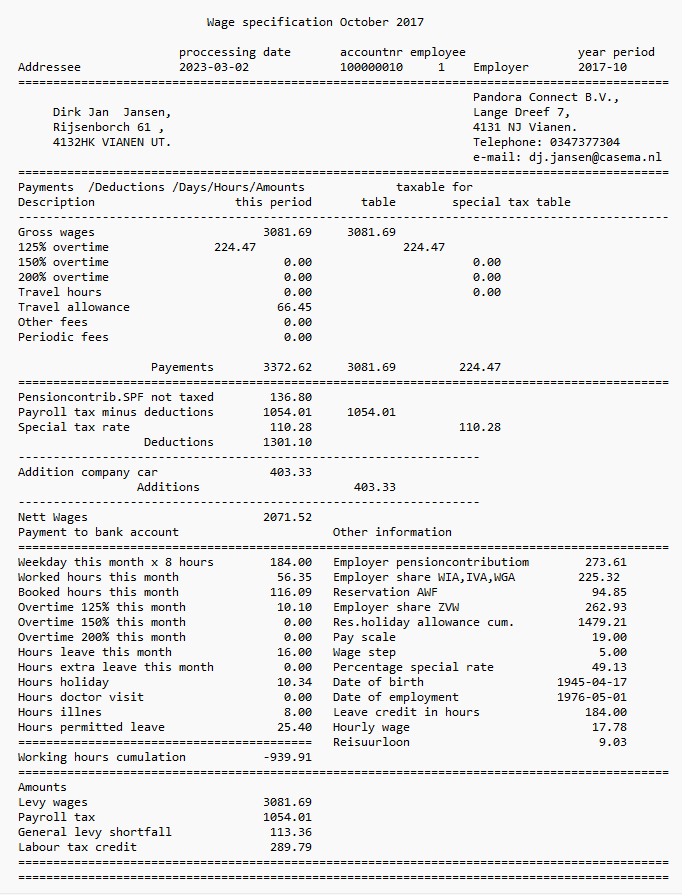 Wage specification October 2017
proccessing date accountnr employee year period
Addressee 2023-03-02 100000010 1 Employer 2017-10
================================================================================
Pandora Connect B.V.,
Dirk Jan  Jansen, Lange Dreef 7,
Rijsenborch 61 , 4131 NJ Vianen.
4132HK VIANEN UT. Telephone: 0347377304
e-mail: dj.jansen@casema.nl
================================================================================
Payments  /Deductions /Days/Hours/Amounts taxable for
Description this period table special tax table
--------------------------------------------------------------------------------
Gross wages 3081.69 3081.69
125% overtime 224.47 224.47
150% overtime 0.00 0.00
200% overtime 0.00 0.00
Travel hours 0.00 0.00
Travel allowance 66.45
Other fees 0.00
Periodic fees 0.00
Payements 3372.62 3081.69 224.47
================================================================================
Pensioncontrib.SPF not taxed 136.80
Payroll tax minus deductions 1054.01 1054.01
Special tax rate 110.28 110.28
Deductions 1301.10
------------------------------------------------------------------
Addition company car 403.33
Additions 403.33
------------------------------------------------------------------
Nett Wages 2071.52
Payment to bank account Other information
================================================================================
Weekday this month x 8 hours 184.00 Employer pensioncontributiom 273.61
Worked hours this month 56.35 Employer share WIA,IVA,WGA 225.32
Booked hours this month 116.09 Reservation AWF 94.85
Overtime 125% this month 10.10 Employer share ZVW 262.93
Overtime 150% this month 0.00 Res.holiday allowance cum. 1479.21
Overtime 200% this month 0.00 Pay scale 19.00
Hours leave this month 16.00 Wage step 5.00
Hours extra leave this month 0.00 Percentage special rate 49.13
Hours holiday 10.34 Date of birth 1945-04-17
Hours doctor visit 0.00 Date of employment 1976-05-01
Hours illnes 8.00 Leave credit in hours 184.00
Hours permitted leave 25.40 Hourly wage 17.78
========================================== Reisuurloon 9.03
Working hours cumulation -939.91
================================================================================
Amounts
Levy wages 3081.69
Payroll tax 1054.01
General levy shortfall 113.36
Labour tax credit 289.79
================================================================================
================================================================================